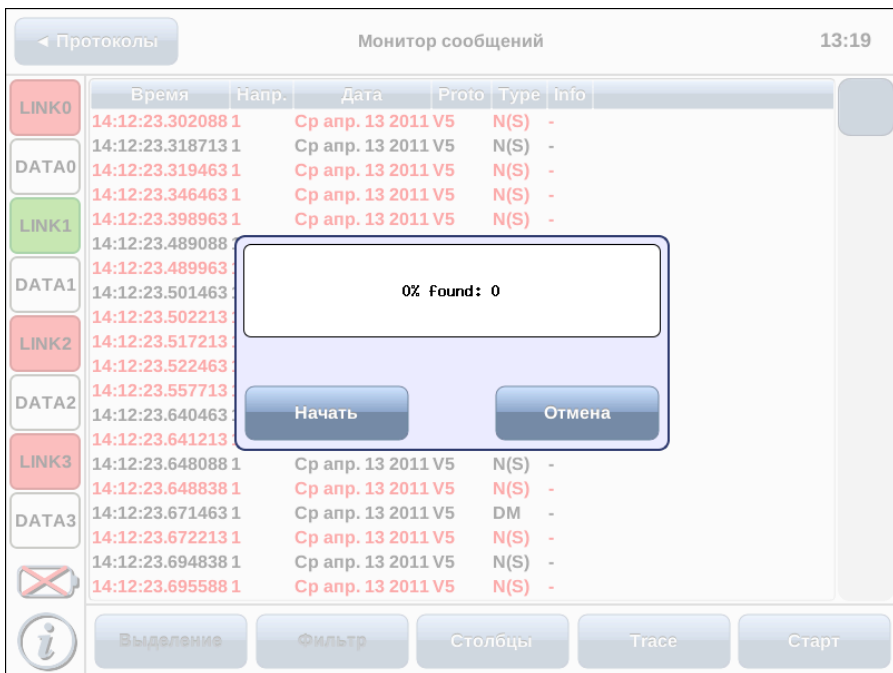 ◄ Протоколы Монитор сообщений 13:19
Время Напр. Дата Proto Type Info
LINK0
14:12:23.302088 1 Ср апр. 13 2011 V5 N(S) -
14:12:23.318713 1 Ср апр. 13 2011 V5 N(S) -
DATA0
14:12:23.319463 1 Ср апр. 13 2011 V5 N(S) -
14:12:23.346463 1 Ср апр. 13 2011 V5 N(S) -
LINK1
14:12:23.398963 1 Ср апр. 13 2011 V5 N(S) -
14:12:23.489088
14:12:23.489963
DATA1
14:12:23.501463
0% found: 0
14:12:23.502213
LINK2
14:12:23.517213
14:12:23.522463
14:12:23.557713
DATA2
14:12:23.640463
Начать Отмена
14:12:23.641213
LINK3
14:12:23.648088 1 Ср апр. 13 2011 V5 N(S) -
14:12:23.648838 1 Ср апр. 13 2011 V5 N(S) -
DATA3
14:12:23.671463 1 Ср апр. 13 2011 V5 DM -
14:12:23.672213 1 Ср апр. 13 2011 V5 N(S) -
14:12:23.694838 1 Ср апр. 13 2011 V5 N(S) -
14:12:23.695588 1 Ср апр. 13 2011 V5 N(S) -
i
Выделение Фильтр Столбцы Trace Старт